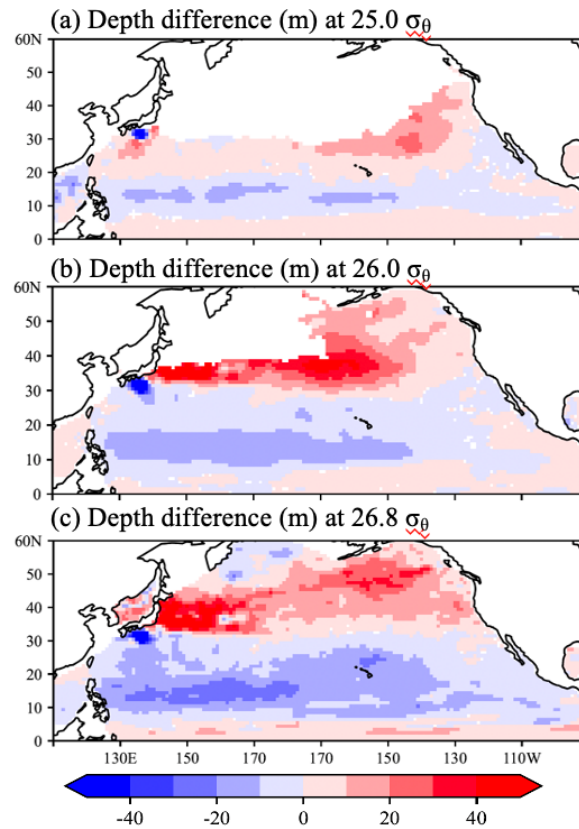 (a) Depth difference (m) at 25.0 σθ
60N
50
40
30
20
10
0
(b) Depth difference (m) at 26.0 σθ
60N
50
40
30
20
10
0
(c) Depth difference (m) at 26.8 σθ
60N
50
40
30
20
10
0
130E 150 170 170 150 130 110W
-40 -20 0 20 40